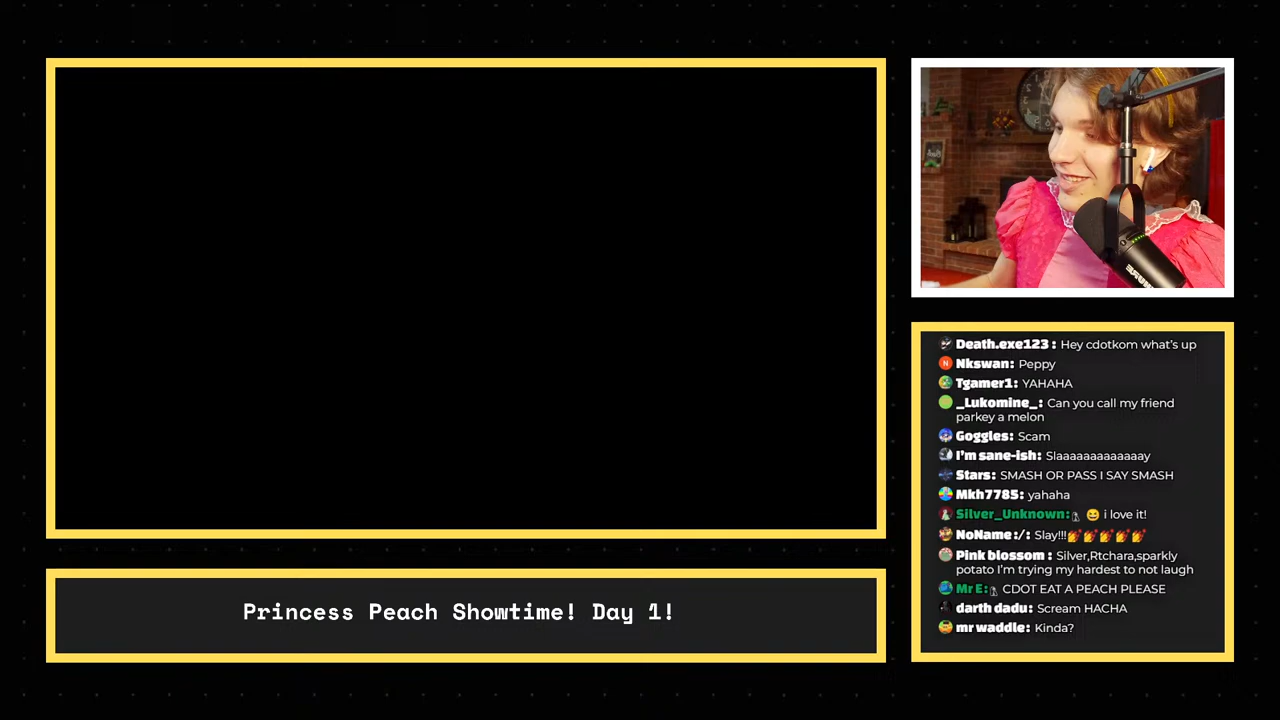 Death.exe123 : Hey cdotkom what's up
Nkswan: Peppy
Tgamer1: YAHAHA
_Lukomine_: Can you call my friend
parkey a melon
Goggles: Scam
I'm sane-ish: Slaaaaaaaaaaaaay
Stars: SMASH OR PASS I SAY SMASH
Mkh7785: yahaha
Silver_Unknown: 😆 i love it!
NoName :/: Slay!!!💅💅💅💅💅
Pink blossom : Silver,Rtchara,sparkly
potato I'm trying my hardest to not laugh
Mr E: CDOT EAT A PEACH PLEASE
darth dadu: Scream HACHA
mr waddle: Kinda?
Princess Peach Showtime! Day 1!